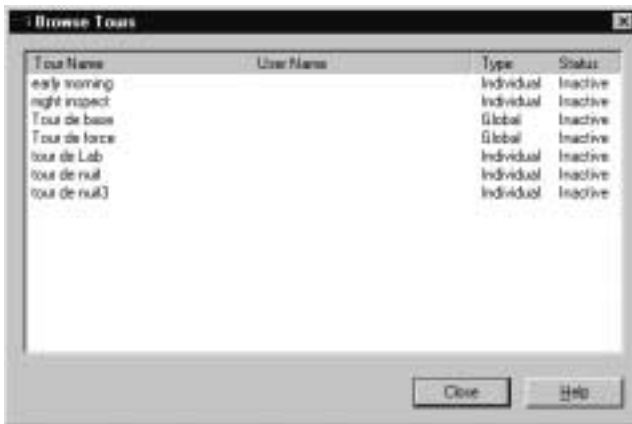 Browse Tours
Tour Name User Name Type Status
early morning Individual Inactive
night inspect Individual Inactive
Tour de base Global Inactive
Tour de force Global Inactive
tour de Lab Individual Inactive
tour de nuit Individual Inactive
tour de nuit3 Individual Inactive
Close Help